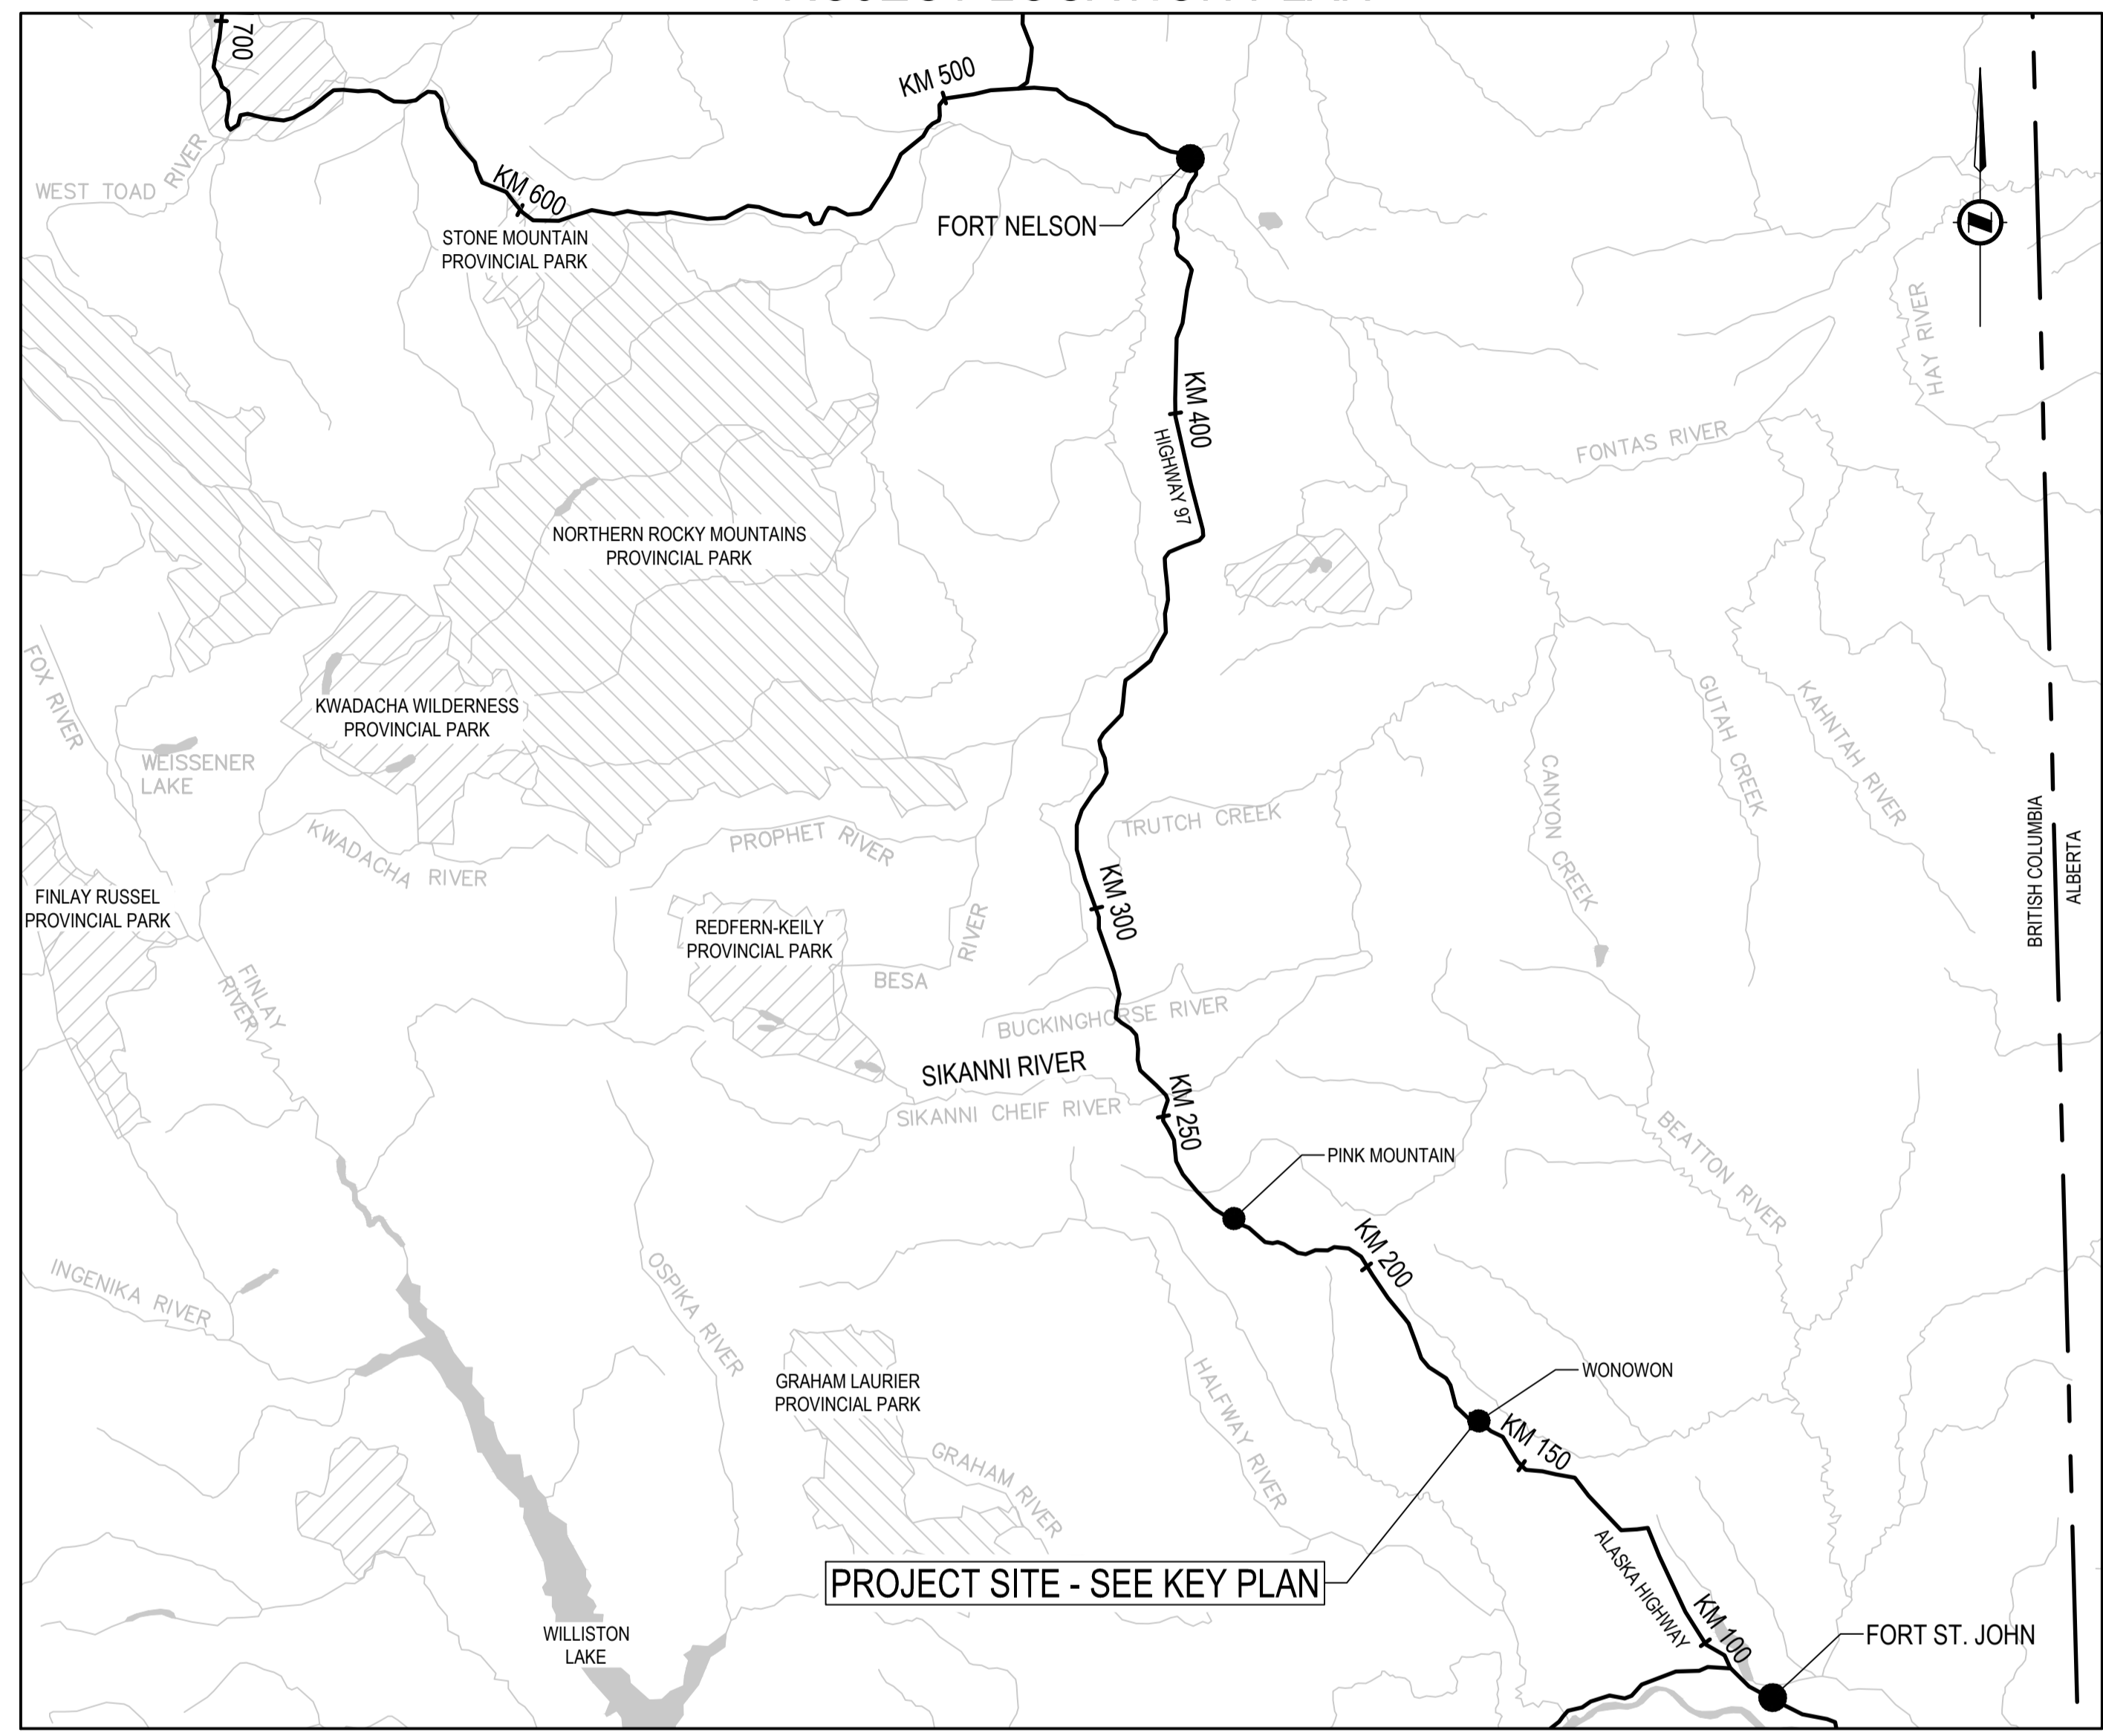 700
KM 500
WEST TOAD RIVER
KM 600
STONE MOUNTAIN
PROVINCIAL PARK
FORT NELSON
HAY RIVER
KM 400
HIGHWAY 97
FONTAS RIVER
NORTHERN ROCKY MOUNTAINS
PROVINCIAL PARK
FOX RIVER
KWADACHA WILDERNESS
PROVINCIAL PARK
WEISSENER
LAKE
GUTAH CREEK
KAHNTAH RIVER
CANYON CREEK
TRUTCH CREEK
PROPHET RIVER
KWADACHA RIVER
BRITISH COLUMBIA
ALBERTA
FINLAY RUSSEL
PROVINCIAL PARK
REDFERN-KEILY
PROVINCIAL PARK
KM 300
BESA RIVER
FINLAY
RIVER
BUCKINGHORSE RIVER
SIKANNI RIVER
SIKANNI CHEIF RIVER
KM 250
BEATTON RIVER
PINK MOUNTAIN
KM 200
INGENIKA RIVER
OSPIKA RIVER
GRAHAM LAURIER
PROVINCIAL PARK
HALFWAY RIVER
WONOWON
KM 150
GRAHAM RIVER
PROJECT SITE - SEE KEY PLAN
ALASKA HIGHWAY
KM 100
WILLISTON
LAKE
FORT ST. JOHN